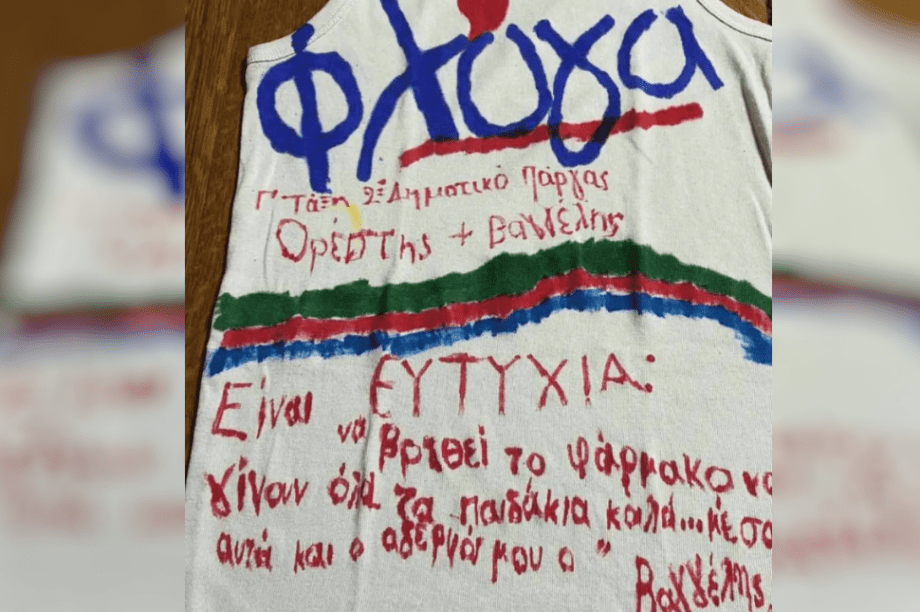 φλόγα
Γ' Τάξη 2ο Δημοτικό Πάργας
Ορέστης + Βαγγέλης
ΕΥΤΥΧΙΑ:
Είναι να βρεθεί το φάρμακο να
γίνουν όλα τα παιδάκια καλά... μέσα
αυτά και ο αδερφός μου ο "
Βαγγέλης